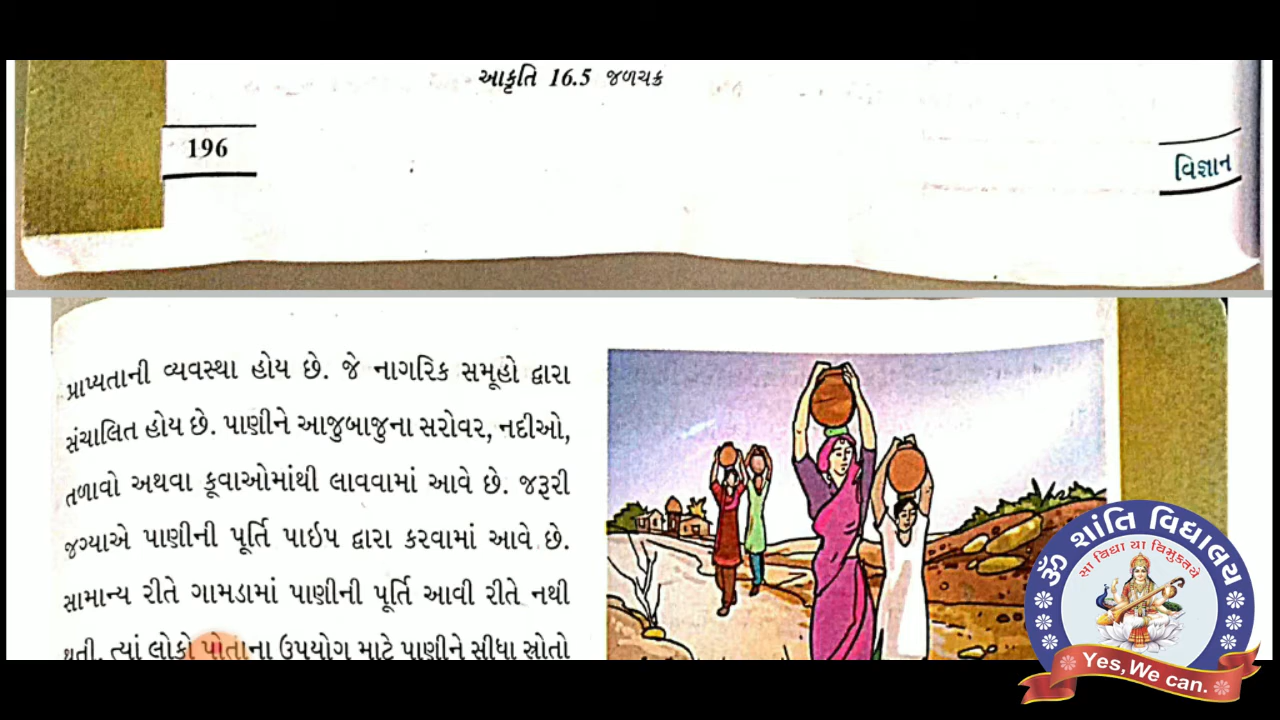 આકૃતિ 16.5 જળચક્ર
196
વિજ્ઞાન
પ્રાપ્યતાની વ્યવસ્થા હોય છે. જે નાગરિક સમૂહો દ્વારા
સંચાલિત હોય છે. પાણીને આજુબાજુના સરોવર, નદીઓ,
તળાવો અથવા કૂવાઓમાંથી લાવવામાં આવે છે. જરૂરી
જગ્યાએ પાણીની પૂર્તિ પાઇપ દ્વારા કરવામાં આવે છે.
સામાન્ય રીતે ગામડામાં પાણીની પૂર્તિ આવી રીતે નથી
થતી. ત્યાં લોકો પોતાના ઉપયોગ માટે પાણીને સીધા સ્રોતો
ૐ શાંતિ વિદ્યાલય
સા વિદ્યા યા વિમુક્તયે
Yes, We can.